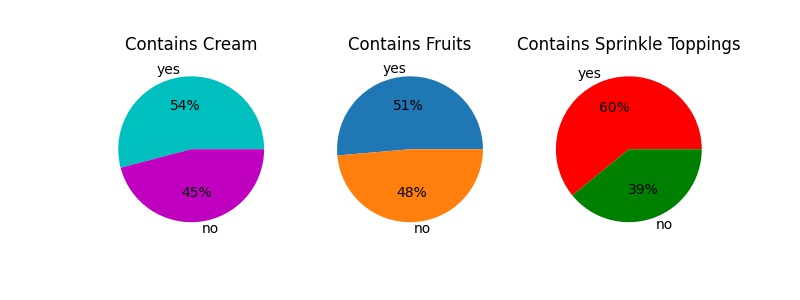 Contains Cream
yes
54%
45%
no
Contains Fruits
yes
51%
48%
no
Contains Sprinkle Toppings
yes
60%
39%
no